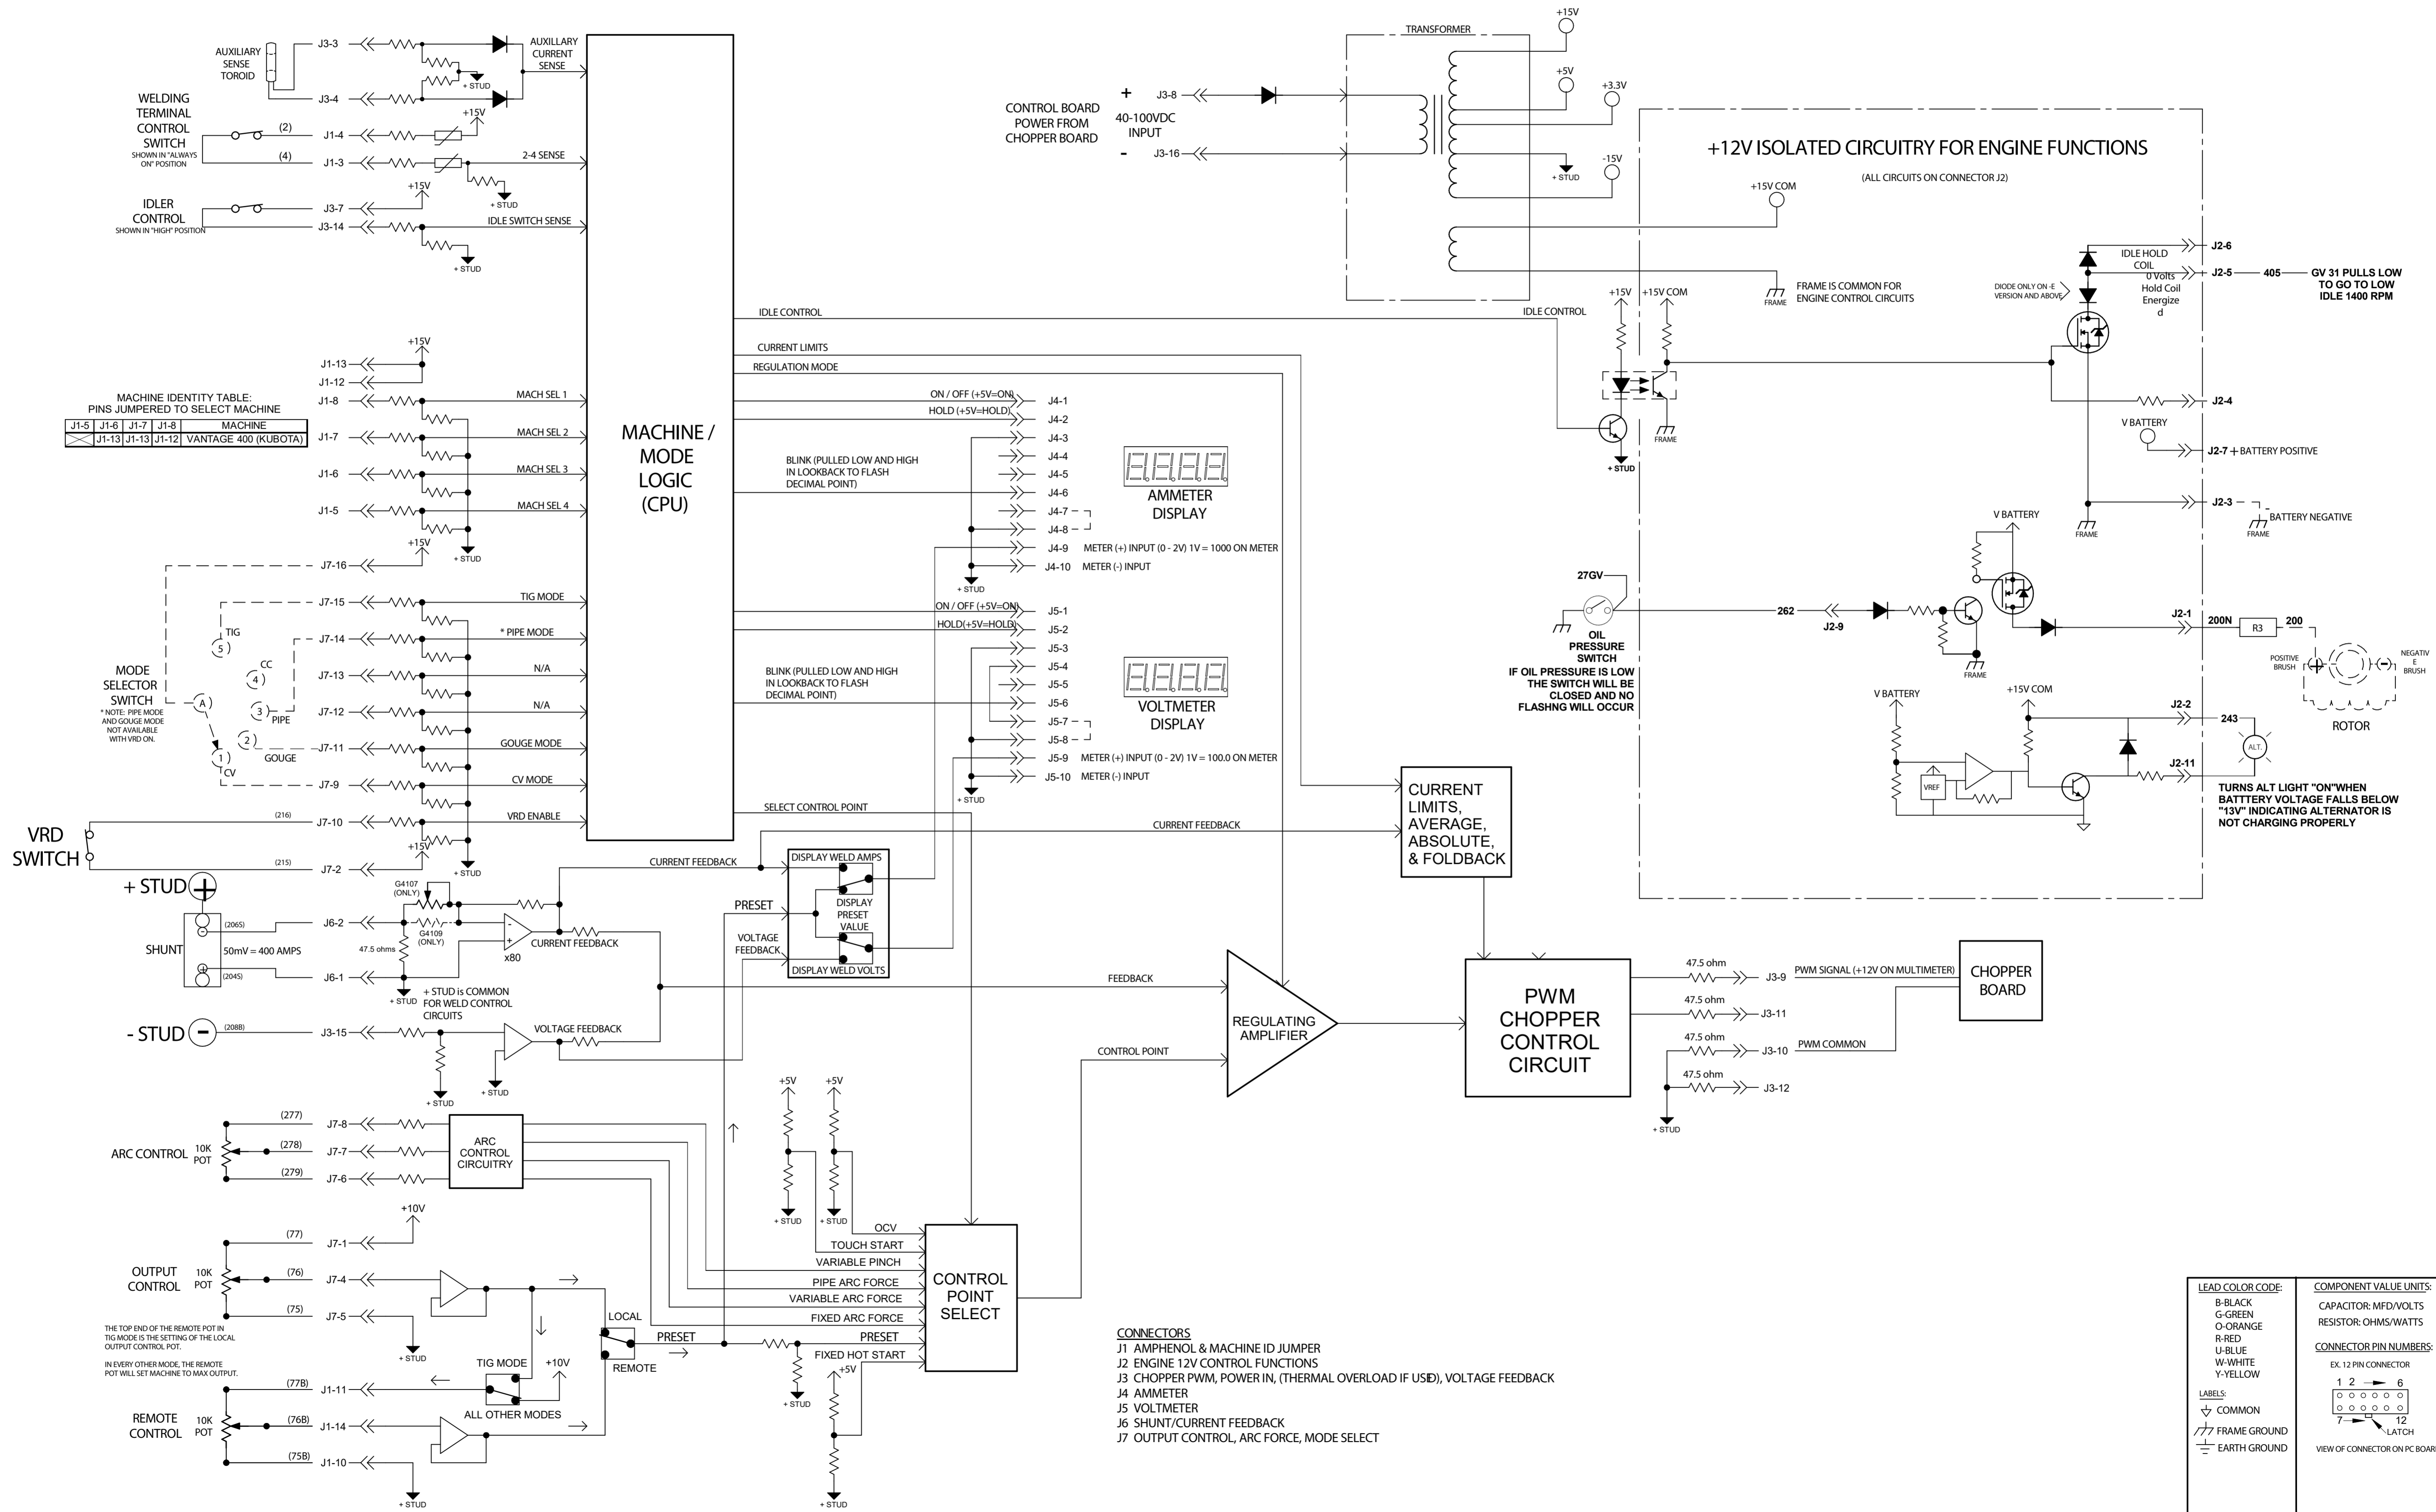 AUXILIARY
SENSE
TOROID
J3-3
J3-4
+ STUD
AUXILLARY
CURRENT
SENSE
WELDING
TERMINAL
CONTROL
SWITCH
SHOWN IN "ALWAYS
ON" POSITION
(2)
J1-4
+15V
(4)
J1-3
2-4 SENSE
+ STUD
IDLER
CONTROL
SHOWN IN "HIGH" POSITION
+15V
J3-7
J3-14
IDLE SWITCH SENSE
+ STUD
+15V
J1-13
J1-12
MACHINE IDENTITY TABLE:
PINS JUMPERED TO SELECT MACHINE
J1-5 J1-6 J1-7 J1-8 MACHINE
J1-13 J1-13 J1-12 VANTAGE 400 (KUBOTA)
J1-8
MACH SEL 1
J1-7
MACH SEL 2
J1-6
MACH SEL 3
J1-5
MACH SEL 4
+ STUD
+15V
J7-16
J7-15
TIG MODE
J7-14
* PIPE MODE
J7-13
N/A
J7-12
N/A
J7-11
GOUGE MODE
J7-9
CV MODE
(216)
J7-10
VRD ENABLE
+15V
(215)
J7-2
+ STUD
MODE
SELECTOR
SWITCH
* NOTE: PIPE MODE
AND GOUGE MODE
NOT AVAILABLE
WITH VRD ON.
A
5
TIG
CC
4
3
PIPE
2
GOUGE
1
CV
VRD
SWITCH
MACHINE /
MODE
LOGIC
(CPU)
+ STUD
SHUNT
50mV = 400 AMPS
(206S)
(204S)
J6-2
J6-1
G4107
(ONLY)
G4109
(ONLY)
47.5 ohms
-
+
x80
CURRENT FEEDBACK
CURRENT FEEDBACK
+ STUD
+ STUD is COMMON
FOR WELD CONTROL
CIRCUITS
- STUD
(208B)
J3-15
VOLTAGE FEEDBACK
+ STUD
+ STUD
ARC CONTROL
10K
POT
(277)
J7-8
(278)
J7-7
(279)
J7-6
ARC
CONTROL
CIRCUITRY
+10V
(77)
J7-1
OUTPUT
CONTROL
10K
POT
(76)
J7-4
(75)
J7-5
+ STUD
THE TOP END OF THE REMOTE POT IN
TIG MODE IS THE SETTING OF THE LOCAL
OUTPUT CONTROL POT.
IN EVERY OTHER MODE, THE REMOTE
POT WILL SET MACHINE TO MAX OUTPUT.
(77B)
J1-11
REMOTE
CONTROL
10K
POT
(76B)
J1-14
(75B)
J1-10
+ STUD
TIG MODE
+10V
ALL OTHER MODES
LOCAL
REMOTE
PRESET
+5V
+5V
+ STUD
+ STUD
OCV
TOUCH START
VARIABLE PINCH
PIPE ARC FORCE
VARIABLE ARC FORCE
FIXED ARC FORCE
PRESET
FIXED HOT START
+5V
+ STUD
+ STUD
CONTROL
POINT
SELECT
IDLE CONTROL
CURRENT LIMITS
REGULATION MODE
ON / OFF (+5V=ON)
HOLD (+5V=HOLD)
BLINK (PULLED LOW AND HIGH
IN LOOKBACK TO FLASH
DECIMAL POINT)
J4-1
J4-2
J4-3
J4-4
J4-5
J4-6
J4-7
J4-8
J4-9 METER (+) INPUT (0 - 2V) 1V = 1000 ON METER
J4-10 METER (-) INPUT
+ STUD
AMMETER
DISPLAY
ON / OFF (+5V=ON)
HOLD(+5V=HOLD)
BLINK (PULLED LOW AND HIGH
IN LOOKBACK TO FLASH
DECIMAL POINT)
J5-1
J5-2
J5-3
J5-4
J5-5
J5-6
J5-7
J5-8
J5-9 METER (+) INPUT (0 - 2V) 1V = 100.0 ON METER
J5-10 METER (-) INPUT
+ STUD
VOLTMETER
DISPLAY
SELECT CONTROL POINT
CURRENT FEEDBACK
DISPLAY WELD AMPS
DISPLAY
PRESET
VALUE
DISPLAY WELD VOLTS
PRESET
VOLTAGE
FEEDBACK
FEEDBACK
CONTROL POINT
REGULATING
AMPLIFIER
CURRENT
LIMITS,
AVERAGE,
ABSOLUTE,
& FOLDBACK
PWM
CHOPPER
CONTROL
CIRCUIT
47.5 ohm
J3-9
PWM SIGNAL (+12V ON MULTIMETER)
47.5 ohm
J3-11
47.5 ohm
J3-10
PWM COMMON
47.5 ohm
J3-12
+ STUD
CHOPPER
BOARD
CONTROL BOARD
POWER FROM
CHOPPER BOARD
+
40-100VDC
INPUT
-
J3-8
J3-16
TRANSFORMER
+15V
+5V
+3.3V
-15V
+ STUD
+12V ISOLATED CIRCUITRY FOR ENGINE FUNCTIONS
(ALL CIRCUITS ON CONNECTOR J2)
+15V COM
FRAME
FRAME IS COMMON FOR
ENGINE CONTROL CIRCUITS
IDLE CONTROL
+15V
+15V COM
+ STUD
FRAME
DIODE ONLY ON -E
VERSION AND ABOVE
IDLE HOLD
COIL
0 Volts
Hold Coil
Energize
d
J2-6
J2-5
405
GV 31 PULLS LOW
TO GO TO LOW
IDLE 1400 RPM
J2-4
V BATTERY
J2-7 + BATTERY POSITIVE
J2-3
-
BATTERY NEGATIVE
FRAME
FRAME
27GV
OIL
PRESSURE
SWITCH
IF OIL PRESSURE IS LOW
THE SWITCH WILL BE
CLOSED AND NO
FLASHNG WILL OCCUR
262
J2-9
V BATTERY
FRAME
J2-1
200N
R3
200
POSITIVE
BRUSH
+
-
NEGATIV
E
BRUSH
ROTOR
V BATTERY
VREF
+15V COM
J2-2
243
ALT.
J2-11
TURNS ALT LIGHT "ON"WHEN
BATTTERY VOLTAGE FALLS BELOW
"13V" INDICATING ALTERNATOR IS
NOT CHARGING PROPERLY
CONNECTORS
J1 AMPHENOL & MACHINE ID JUMPER
J2 ENGINE 12V CONTROL FUNCTIONS
J3 CHOPPER PWM, POWER IN, (THERMAL OVERLOAD IF USED), VOLTAGE FEEDBACK
J4 AMMETER
J5 VOLTMETER
J6 SHUNT/CURRENT FEEDBACK
J7 OUTPUT CONTROL, ARC FORCE, MODE SELECT
LEAD COLOR CODE:
B-BLACK
G-GREEN
O-ORANGE
R-RED
U-BLUE
W-WHITE
Y-YELLOW
LABELS:
COMMON
FRAME GROUND
EARTH GROUND
COMPONENT VALUE UNITS:
CAPACITOR: MFD/VOLTS
RESISTOR: OHMS/WATTS
CONNECTOR PIN NUMBERS:
EX. 12 PIN CONNECTOR
1 2 6
7 12
LATCH
VIEW OF CONNECTOR ON PC BOAR